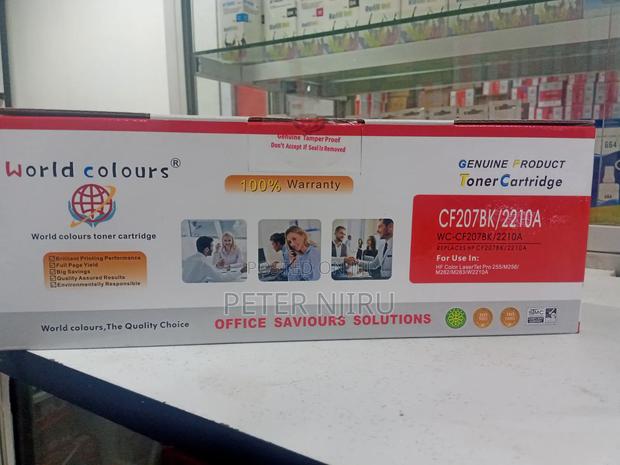 Genuine Tamper Proof
Don't Accept if Seal is Removed
World colours®
World colours toner cartridge
100% Warranty
GENUINE PRODUCT
Toner Cartridge
CF207BK/2210A
WC-CF207BK/2210A
REPLACES HP CF207BK/2210A
For Use In:
HP Color LaserTet Pro 255/M256/
M282/M283/W2210A
Brilliant Printing Performance
Full Page Yield
Big Savings
Quality Assured Results
Environmentally Responsible
PETER NJIRU
World colours,The Quality Choice
OFFICE SAVIOURS SOLUTIONS
664